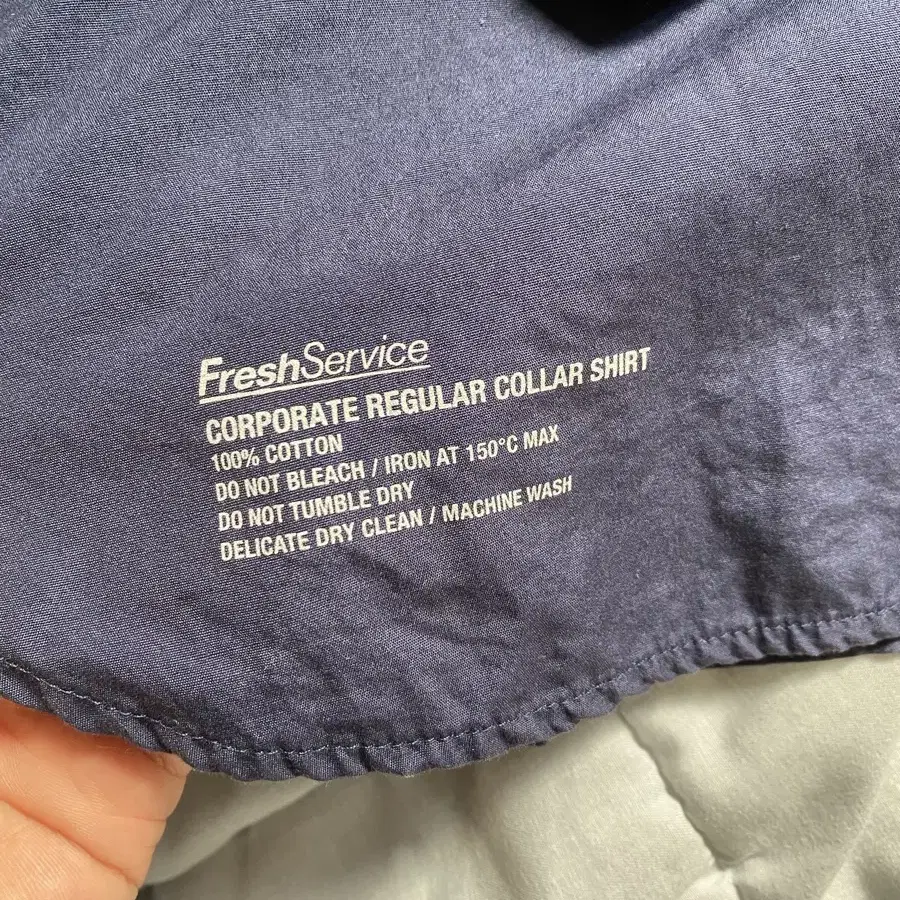 FreshService
CORPORATE REGULAR COLLAR SHIRT
100% COTTON
DO NOT BLEACH / IRON AT 150°C MAX
DO NOT TUMBLE DRY
DELICATE DRY CLEAN / MACHINE WASH